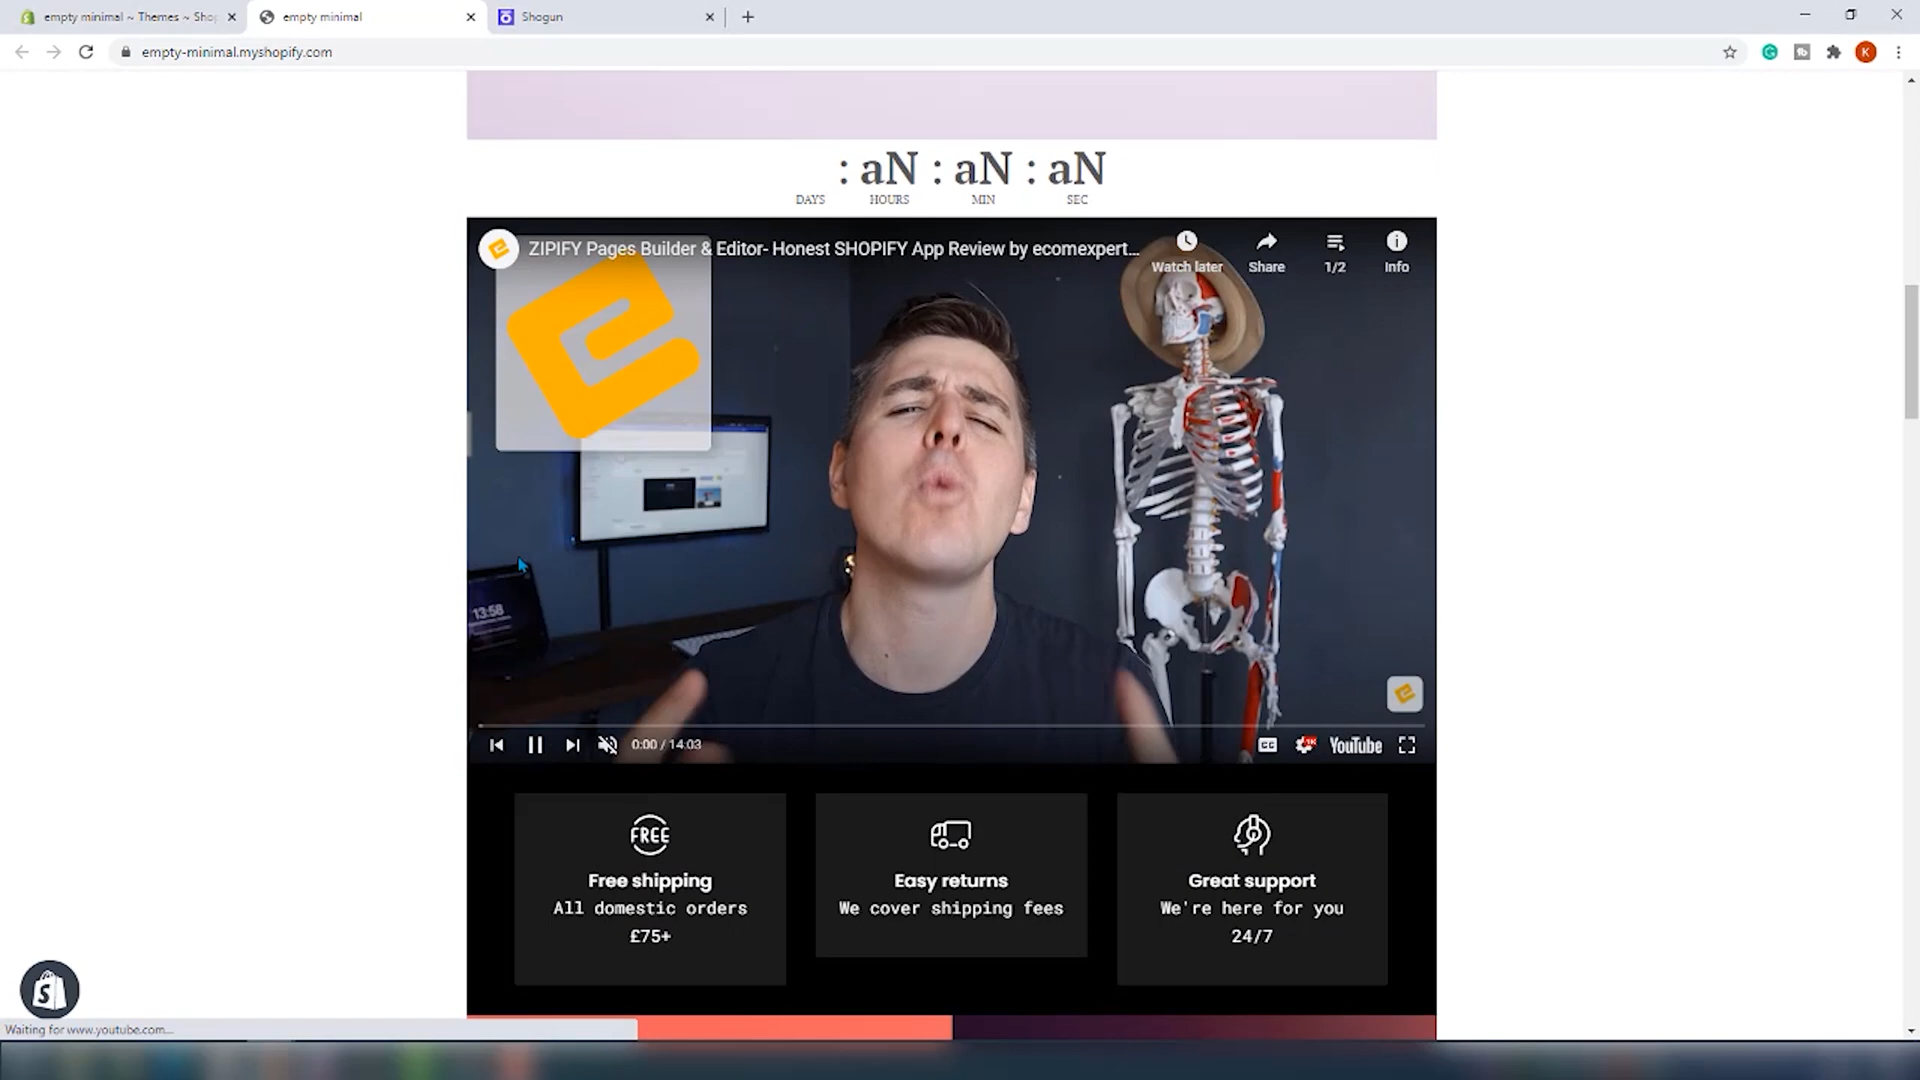 empty minimal ~ Themes ~ Sho
empty minimal
Shogun
empty-minimal.myshopify.com
K
: aN : aN : aN
DAYS HOURS MIN SEC
ZIPIFY Pages Builder & Editor- Honest SHOPIFY App Review by ecomexpert...
Watch later
Share
1/2
Info
13:58
0:00 / 14:03
CC
YouTube
FREE
Free shipping
All domestic orders
£75+
Easy returns
We cover shipping fees
Great support
We're here for you
24/7
Waiting for www.youtube.com...